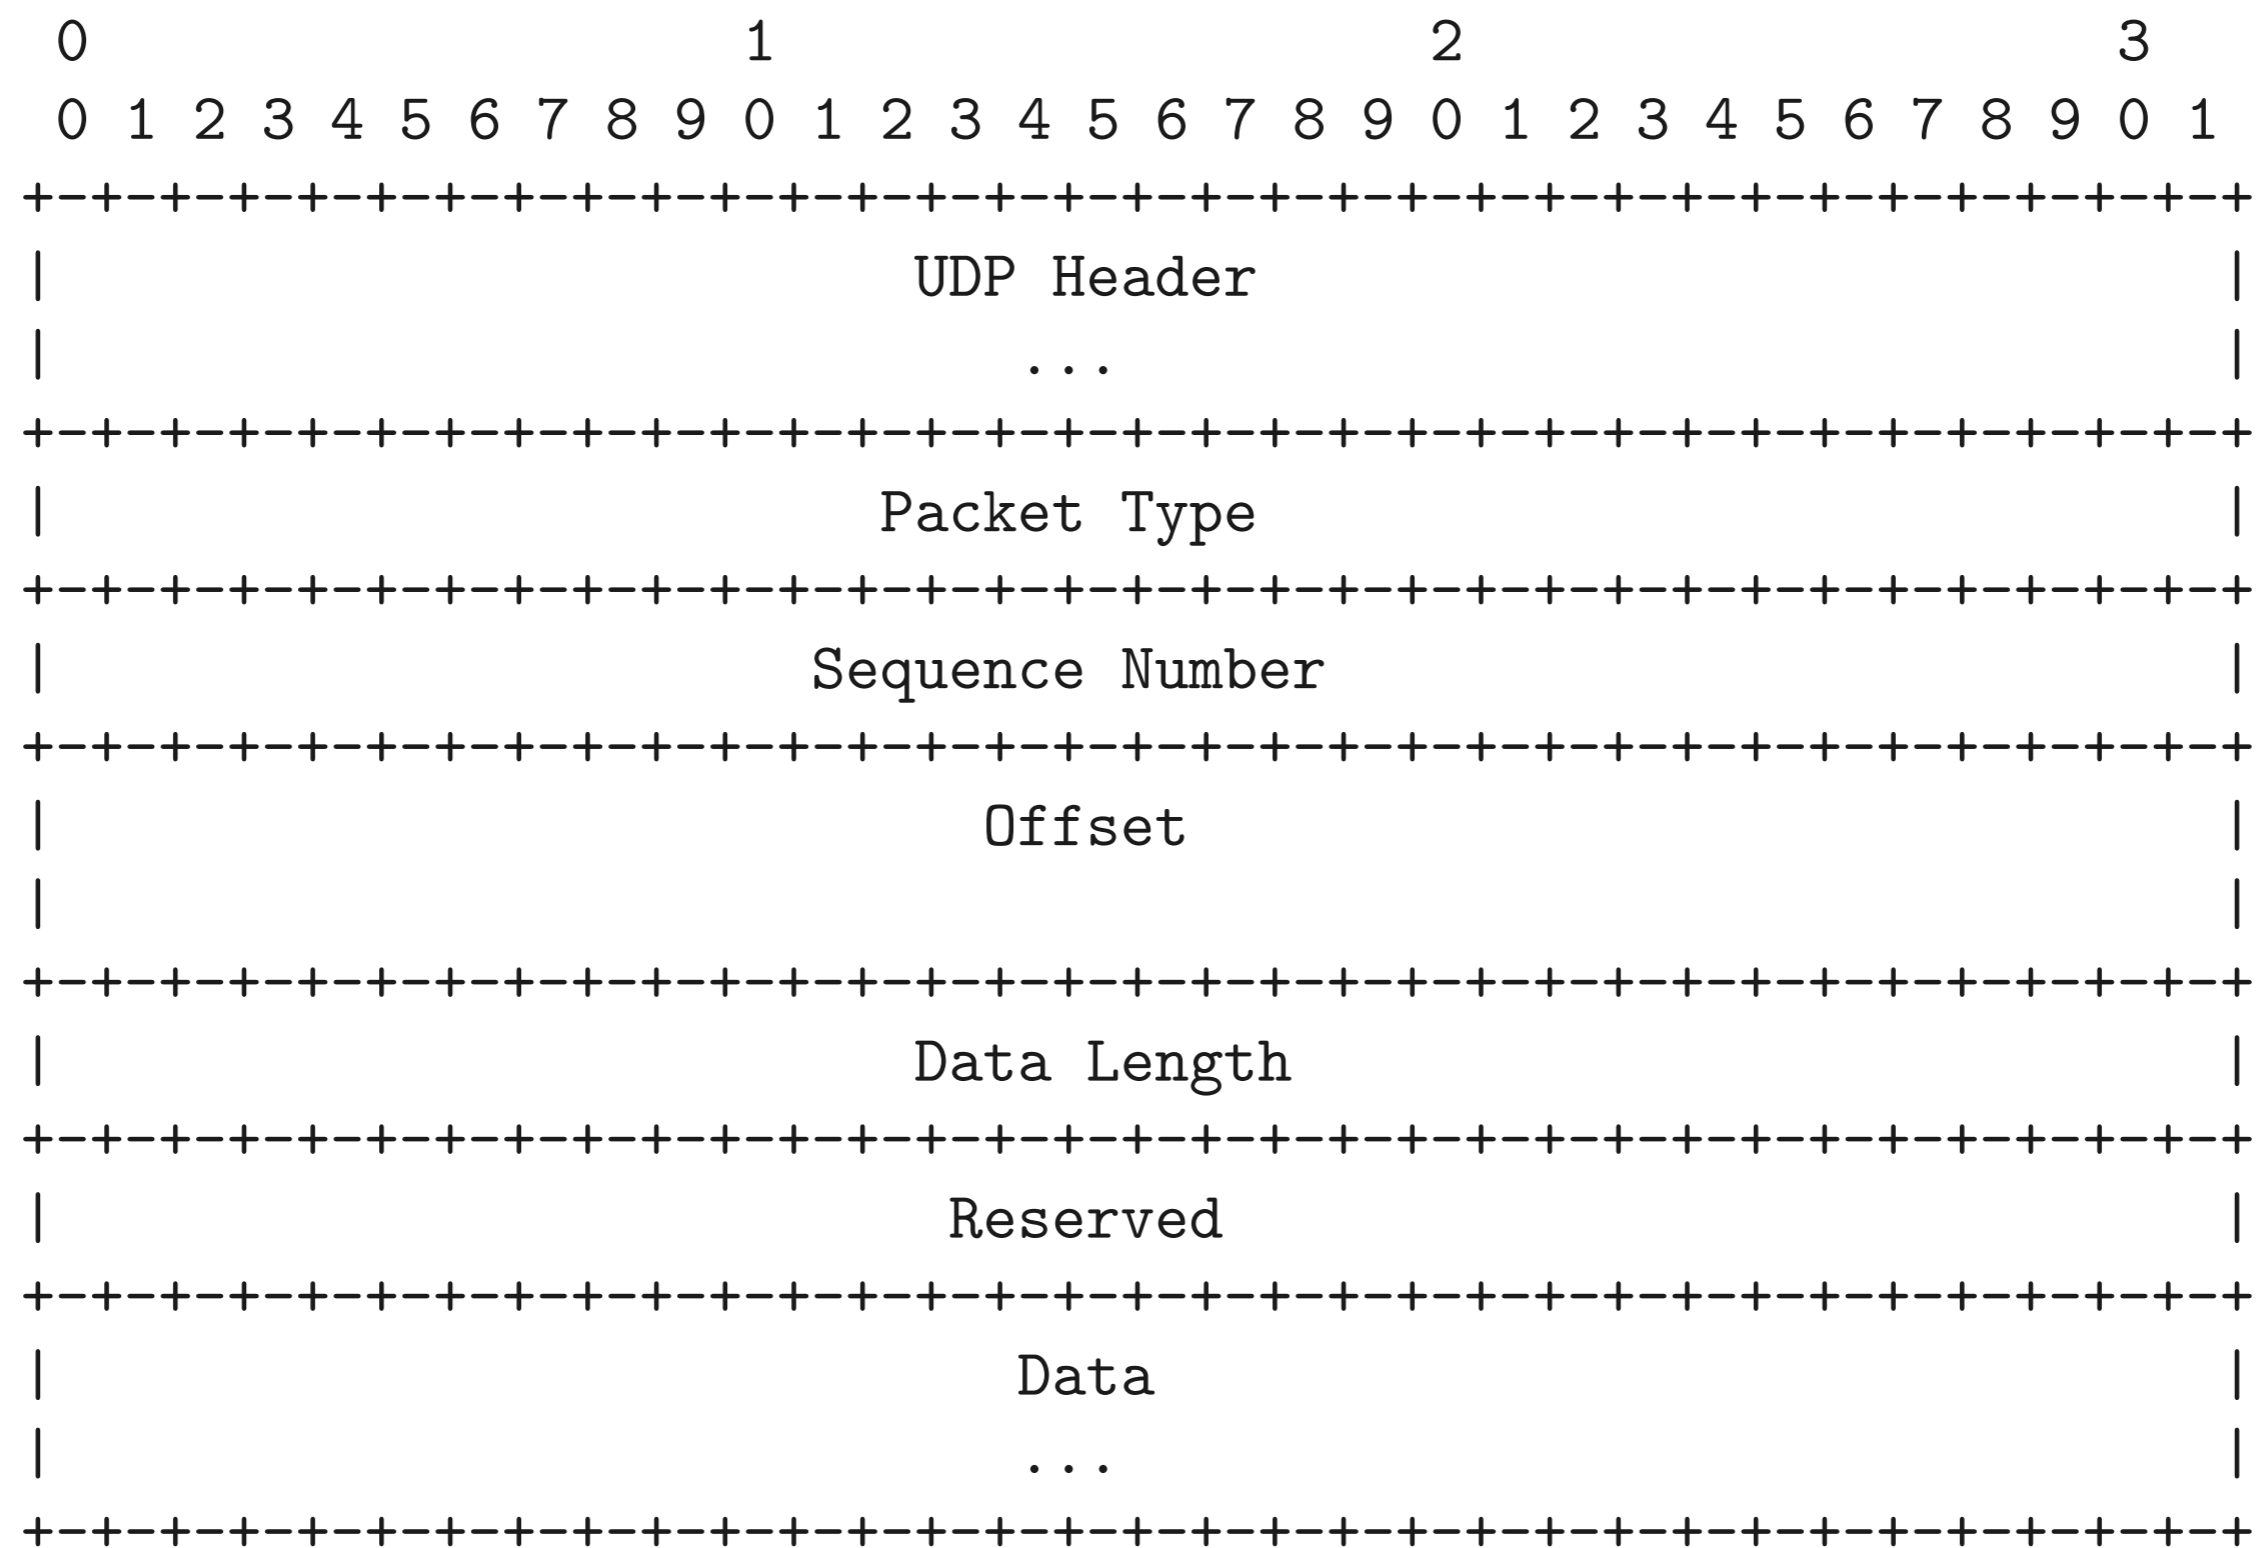 0                   1                   2                   3
 0 1 2 3 4 5 6 7 8 9 0 1 2 3 4 5 6 7 8 9 0 1 2 3 4 5 6 7 8 9 0 1
+-+-+-+-+-+-+-+-+-+-+-+-+-+-+-+-+-+-+-+-+-+-+-+-+-+-+-+-+-+-+-+-+
|                         UDP Header                            |
|                            ...                                |
+-+-+-+-+-+-+-+-+-+-+-+-+-+-+-+-+-+-+-+-+-+-+-+-+-+-+-+-+-+-+-+-+
|                        Packet Type                            |
+-+-+-+-+-+-+-+-+-+-+-+-+-+-+-+-+-+-+-+-+-+-+-+-+-+-+-+-+-+-+-+-+
|                      Sequence Number                          |
+-+-+-+-+-+-+-+-+-+-+-+-+-+-+-+-+-+-+-+-+-+-+-+-+-+-+-+-+-+-+-+-+
|                           Offset                              |
|                                                               |
+-+-+-+-+-+-+-+-+-+-+-+-+-+-+-+-+-+-+-+-+-+-+-+-+-+-+-+-+-+-+-+-+
|                         Data Length                           |
+-+-+-+-+-+-+-+-+-+-+-+-+-+-+-+-+-+-+-+-+-+-+-+-+-+-+-+-+-+-+-+-+
|                          Reserved                             |
+-+-+-+-+-+-+-+-+-+-+-+-+-+-+-+-+-+-+-+-+-+-+-+-+-+-+-+-+-+-+-+-+
|                            Data                               |
|                            ...                                |
+-+-+-+-+-+-+-+-+-+-+-+-+-+-+-+-+-+-+-+-+-+-+-+-+-+-+-+-+-+-+-+-+